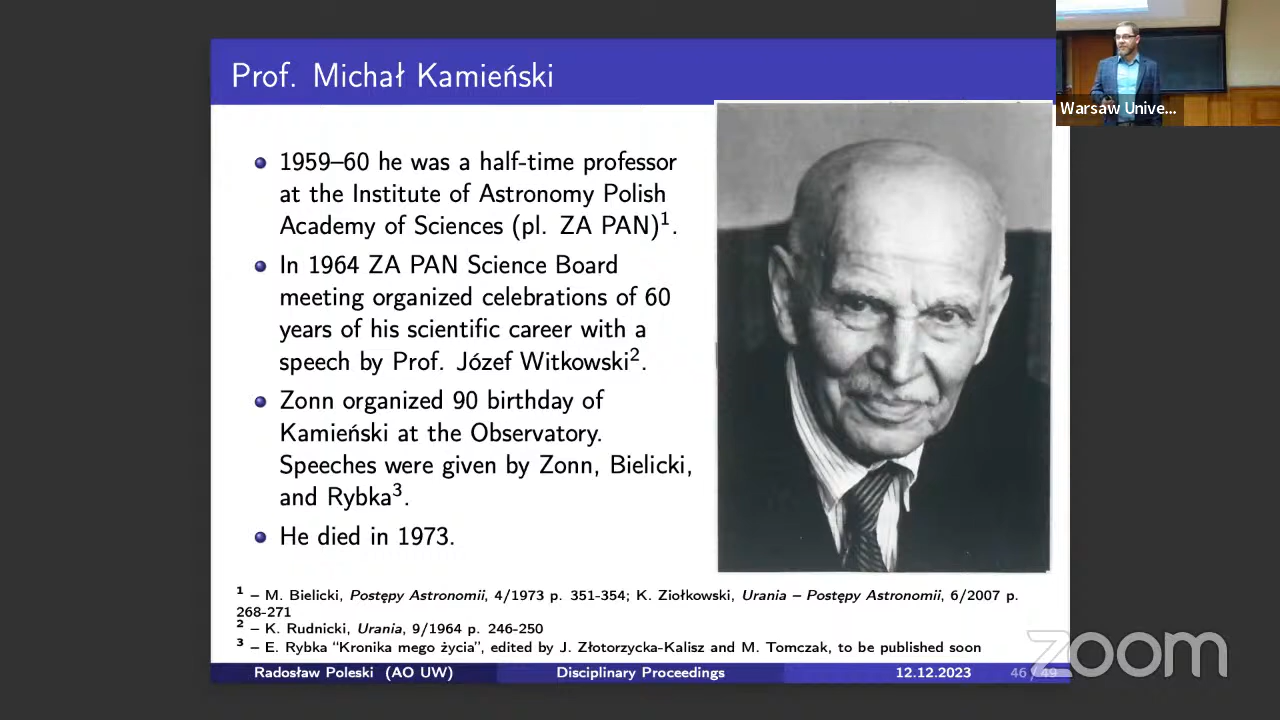 Prof. Michał Kamieński
Warsaw Unive...
1959–60 he was a half-time professor
at the Institute of Astronomy Polish
Academy of Sciences (pl. ZA PAN)¹.
In 1964 ZA PAN Science Board
meeting organized celebrations of 60
years of his scientific career with a
speech by Prof. Józef Witkowski².
Zonn organized 90 birthday of
Kamieński at the Observatory.
Speeches were given by Zonn, Bielicki,
and Rybka³.
He died in 1973.
¹ – M. Bielicki, Postępy Astronomii, 4/1973 p. 351-354; K. Ziołkowski, Urania – Postępy Astronomii, 6/2007 p.
268-271
² – K. Rudnicki, Urania, 9/1964 p. 246-250
³ – E. Rybka “Kronika mego życia”, edited by J. Złotorzycka-Kalisz and M. Tomczak, to be published soon
Radosław Poleski (AO UW) Disciplinary Proceedings 12.12.2023 46 / 49
zoom